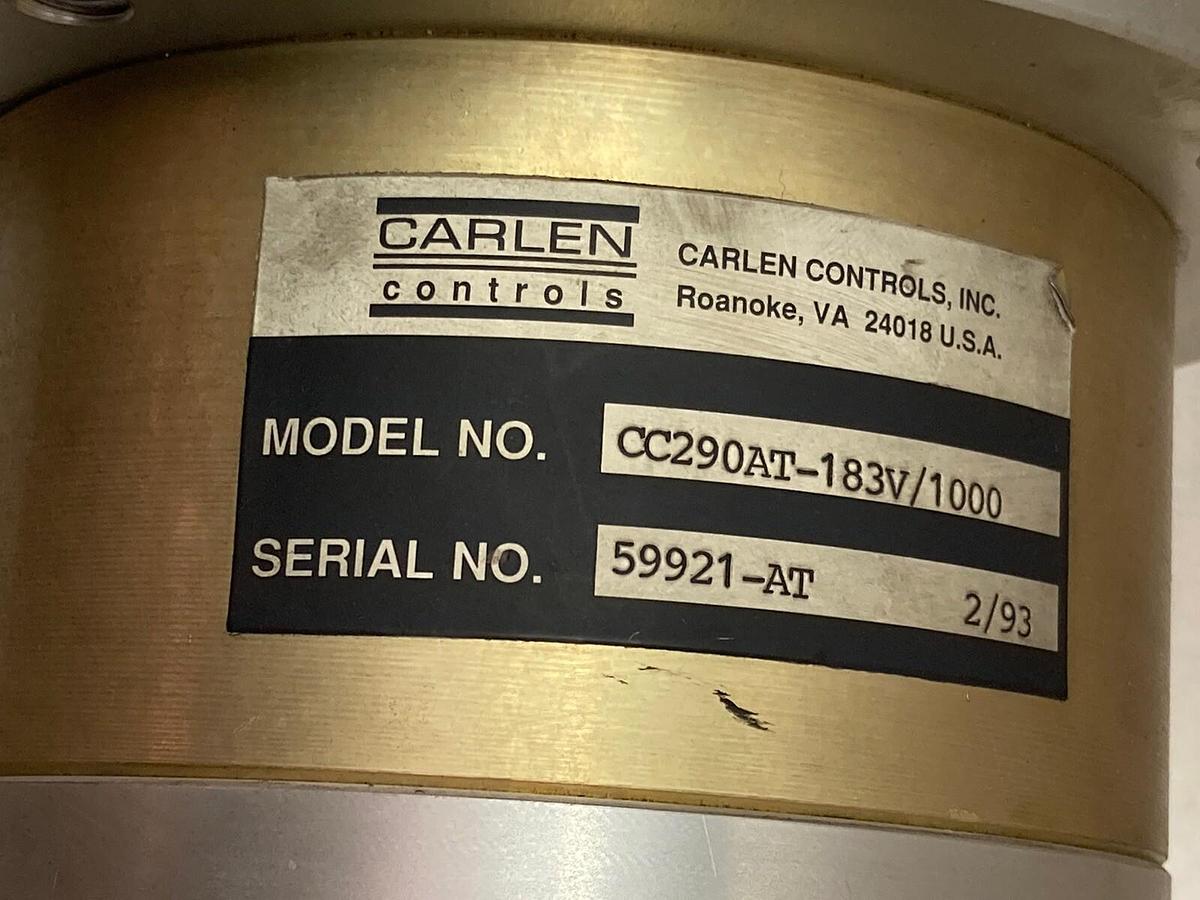 CARLEN
controls
CARLEN CONTROLS, INC.
Roanoke, VA 24018 U.S.A.
MODEL NO. CC290AT-183V/1000
SERIAL NO. 59921-AT 2/93